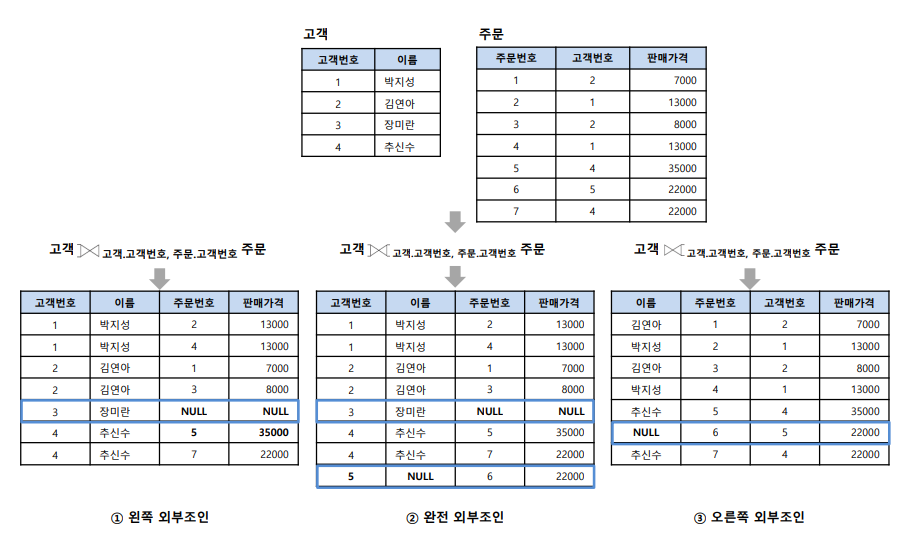 고객
고객번호 이름
1 박지성
2 김연아
3 장미란
4 추신수
주문
주문번호 고객번호 판매가격
1 2 7000
2 1 13000
3 2 8000
4 1 13000
5 4 35000
6 5 22000
7 4 22000
고객 고객.고객번호, 주문.고객번호 주문
고객번호 이름 주문번호 판매가격
1 박지성 2 13000
1 박지성 4 13000
2 김연아 1 7000
2 김연아 3 8000
3 장미란 NULL NULL
4 추신수 5 35000
4 추신수 7 22000
① 왼쪽 외부조인
고객 고객.고객번호, 주문.고객번호 주문
고객번호 이름 주문번호 판매가격
1 박지성 2 13000
1 박지성 4 13000
2 김연아 1 7000
2 김연아 3 8000
3 장미란 NULL NULL
4 추신수 5 35000
4 추신수 7 22000
5 NULL 6 22000
② 완전 외부조인
고객 고객.고객번호, 주문.고객번호 주문
이름 주문번호 고객번호 판매가격
김연아 1 2 7000
박지성 2 1 13000
김연아 3 2 8000
박지성 4 1 13000
추신수 5 4 35000
NULL 6 5 22000
추신수 7 4 22000
③ 오른쪽 외부조인